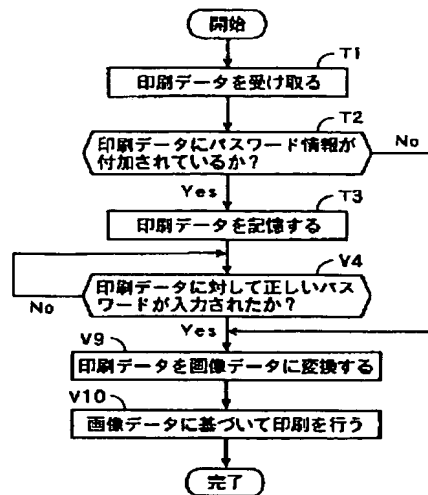 開始
T1
印刷データを受け取る
T2
印刷データにパスワード情報が
付加されているか?
No
Yes
T3
印刷データを記憶する
V4
印刷データに対して正しいパス
ワードが入力されたか?
No
Yes
V9
印刷データを画像データに変換する
V10
画像データに基づいて印刷を行う
完了